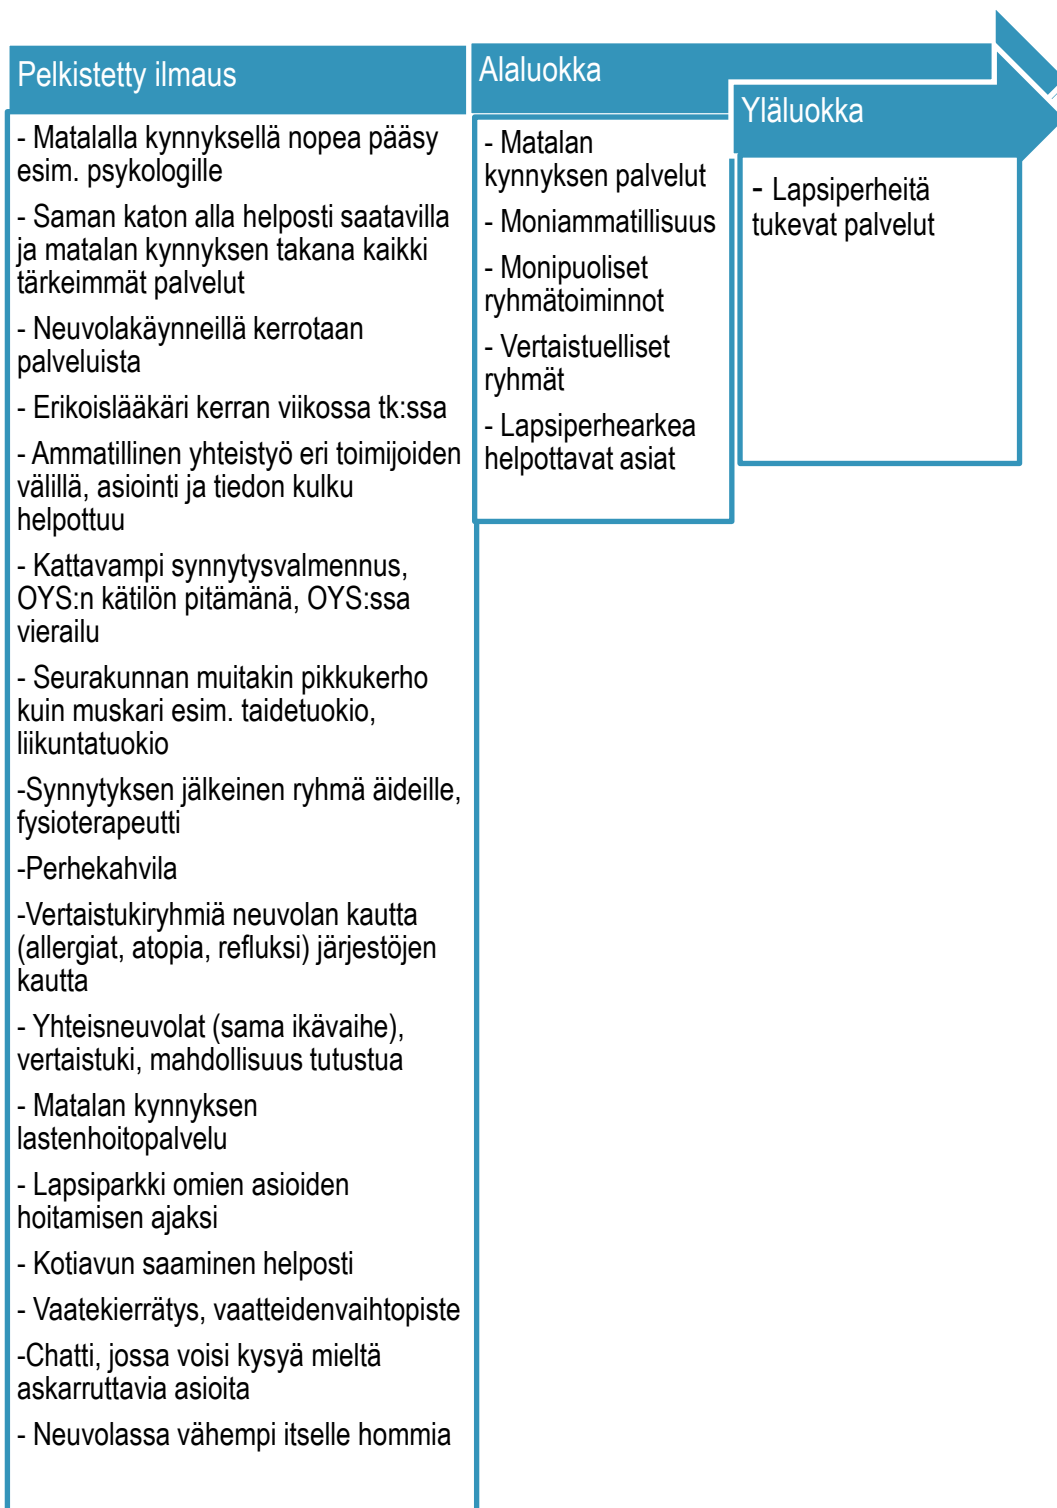 Pelkistetty ilmaus
- Matalalla kynnyksellä nopea pääsy
esim. psykologille
- Saman katon alla helposti saatavilla
ja matalan kynnyksen takana kaikki
tärkeimmät palvelut
- Neuvolakäynneillä kerrotaan
palveluista
- Erikoislääkäri kerran viikossa tk:ssa
- Ammatillinen yhteistyö eri toimijoiden
välillä, asiointi ja tiedon kulku
helpottuu
- Kattavampi synnytysvalmennus,
OYS:n kätilön pitämänä, OYS:ssa
vierailu
- Seurakunnan muitakin pikkukerho
kuin muskari esim. taidetuokio,
liikuntatuokio
-Synnytyksen jälkeinen ryhmä äideille,
fysioterapeutti
-Perhekahvila
-Vertaistukiryhmiä neuvolan kautta
(allergiat, atopia, refluksi) järjestöjen
kautta
- Yhteisneuvolat (sama ikävaihe),
vertaistuki, mahdollisuus tutustua
- Matalan kynnyksen
lastenhoitopalvelu
- Lapsiparkki omien asioiden
hoitamisen ajaksi
- Kotiavun saaminen helposti
- Vaatekierrätys, vaatteidenvaihtopiste
-Chatti, jossa voisi kysyä mieltä
askarruttavia asioita
- Neuvolassa vähempi itselle hommia
Alaluokka
- Matalan
kynnyksen palvelut
- Moniammatillisuus
- Monipuoliset
ryhmätoiminnot
- Vertaistuelliset
ryhmät
- Lapsiperhearkea
helpottavat asiat
Yläluokka
- Lapsiperheitä
tukevat palvelut